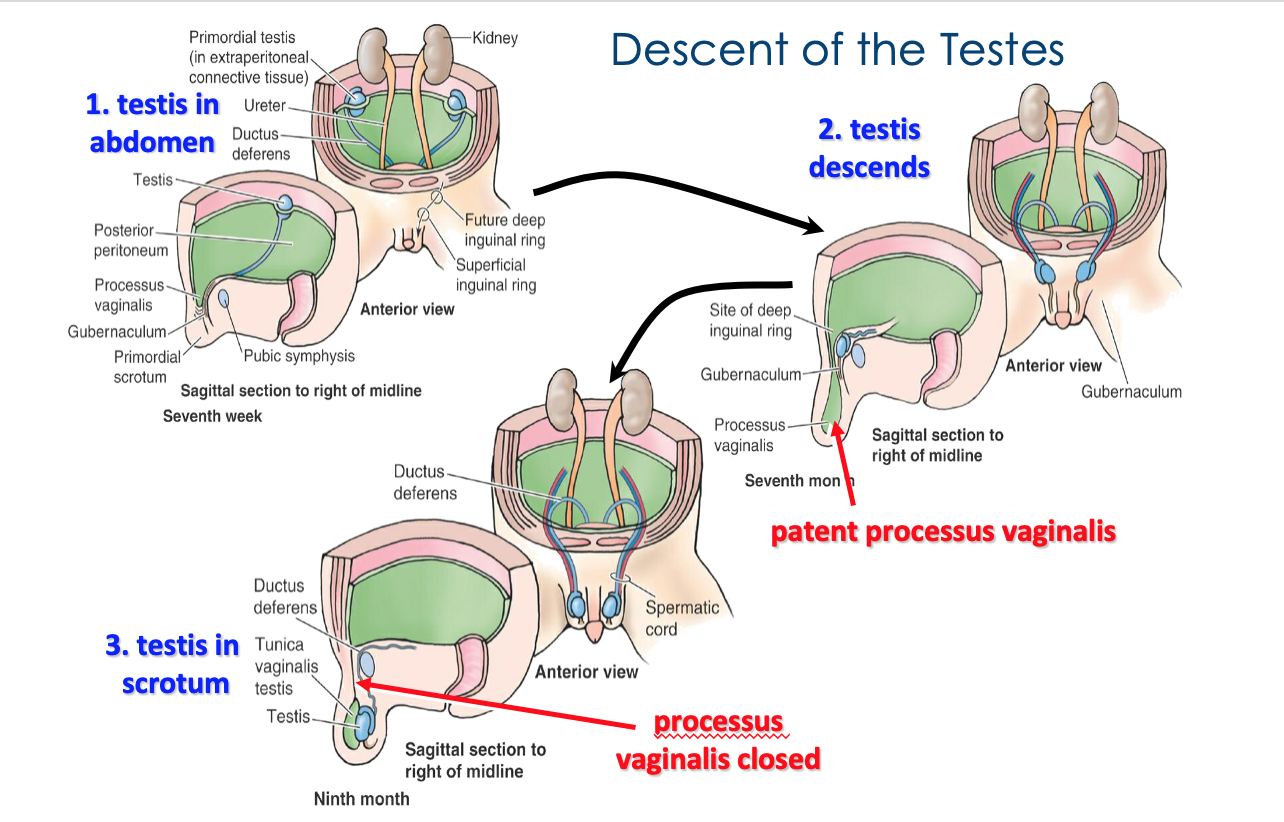 Descent of the Testes
1. testis in
abdomen
Primordial testis
(in extraperitoneal
connective tissue)
Kidney
Ureter
Ductus
deferens
Testis
Posterior
peritoneum
Processus
vaginalis
Gubernaculum
Primordial
scrotum
Pubic symphysis
Future deep
inguinal ring
Superficial
inguinal ring
Anterior view
Sagittal section to right of midline
Seventh week
2. testis
descends
Site of deep
inguinal ring
Gubernaculum
Processus
vaginalis
Anterior view
Gubernaculum
Sagittal section to
right of midline
Seventh mon h
patent processus vaginalis
3. testis in
scrotum
Ductus
deferens
Ductus
deferens
Tunica
vaginalis
testis
Testis
Spermatic
cord
Anterior view
Sagittal section to
right of midline
Ninth month
processus
vaginalis closed